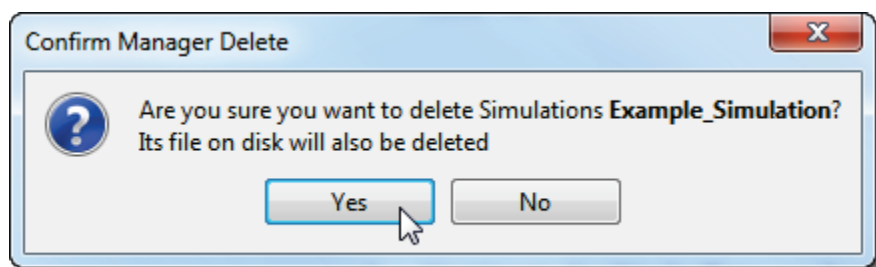 Confirm Manager Delete
Are you sure you want to delete Simulations Example_Simulation?
Its file on disk will also be deleted
Yes
No